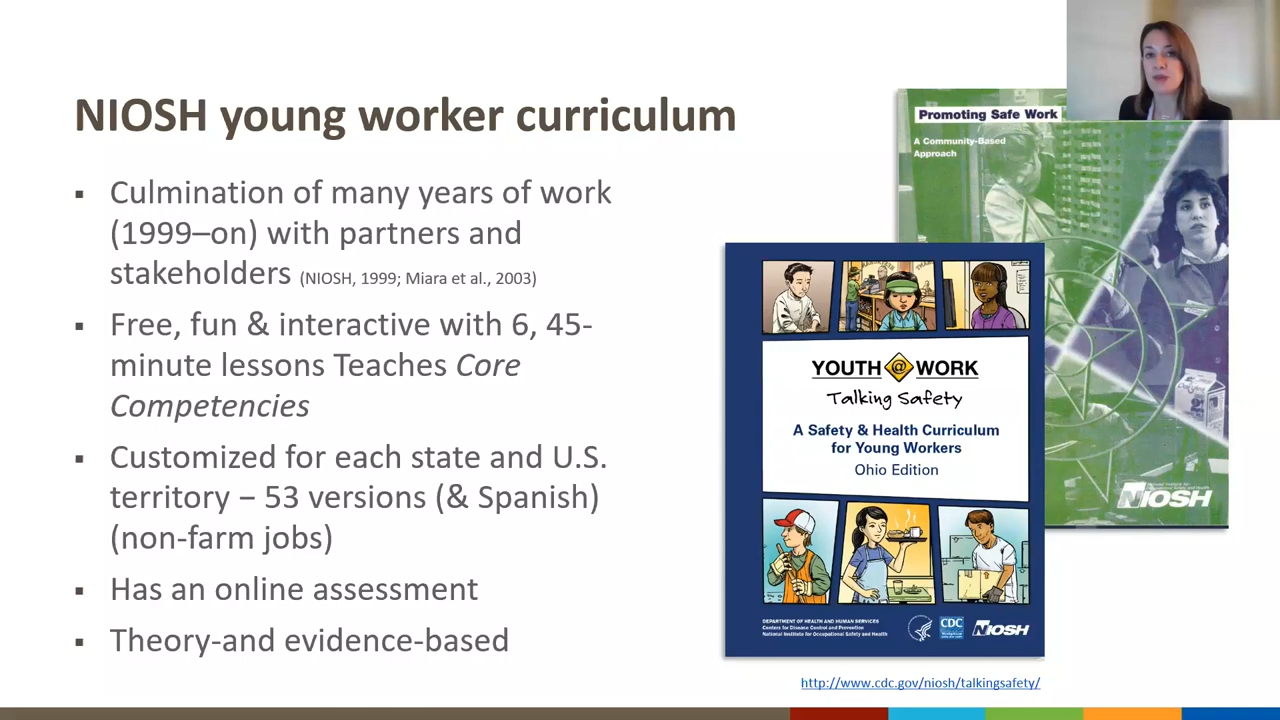 NIOSH young worker curriculum
▪ Culmination of many years of work
(1999–on) with partners and
stakeholders (NIOSH, 1999; Miara et al., 2003)
▪ Free, fun & interactive with 6, 45-
minute lessons Teaches Core
Competencies
▪ Customized for each state and U.S.
territory – 53 versions (& Spanish)
(non-farm jobs)
▪ Has an online assessment
▪ Theory-and evidence-based
Promoting Safe Work
A Community-Based
Approach
NIOSH
YOUTH @ WORK
Talking Safety
A Safety & Health Curriculum
for Young Workers
Ohio Edition
DEPARTMENT OF HEALTH AND HUMAN SERVICES
Centers for Disease Control and Prevention
National Institute for Occupational Safety and Health
CDC
NIOSH
http://www.cdc.gov/niosh/talkingsafety/